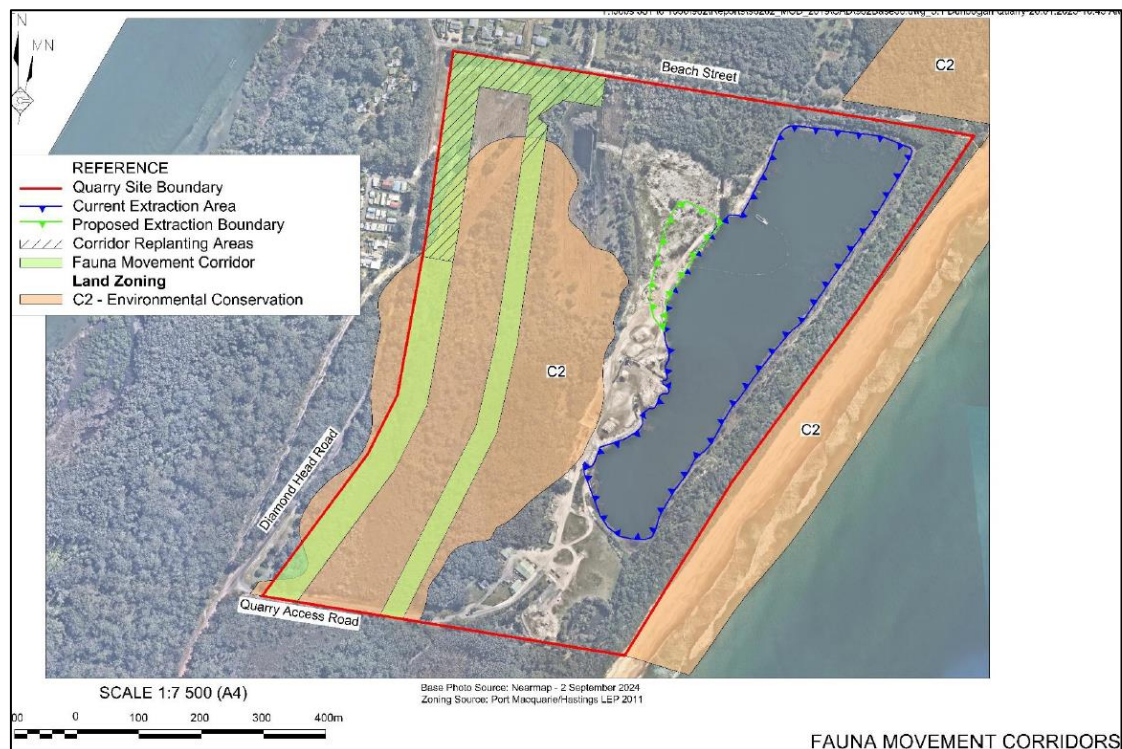 N
MN
Beach Street
C2
REFERENCE
Quarry Site Boundary
Current Extraction Area
Proposed Extraction Boundary
Corridor Replanting Areas
Fauna Movement Corridor
Land Zoning
C2 - Environmental Conservation
C2
C2
Diamond Head Road
Quarry Access Road
SCALE 1:7 500 (A4)
Base Photo Source: Nearmap - 2 September 2024
Zoning Source: Port Macquarie/Hastings LEP 2011
00 0 100 200 300 400m
FAUNA MOVEMENT CORRIDORS